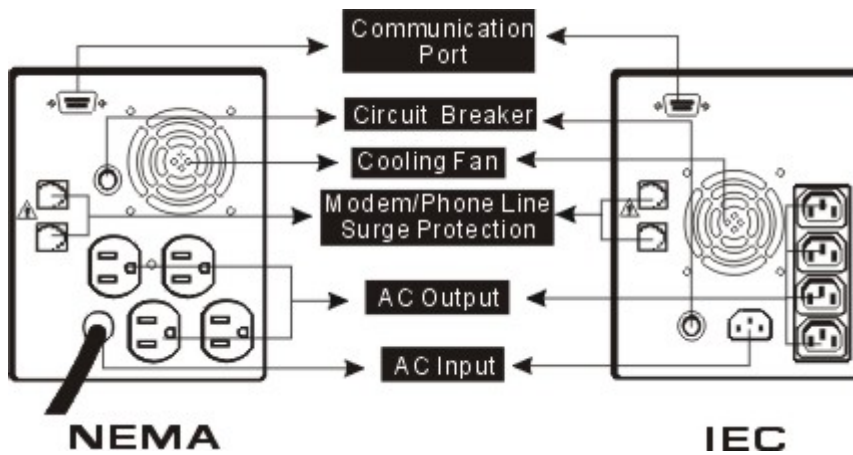 Communication
Port
Circuit Breaker
Cooling Fan
Modem/Phone Line
Surge Protection
AC Output
AC Input
NEMA
IEC